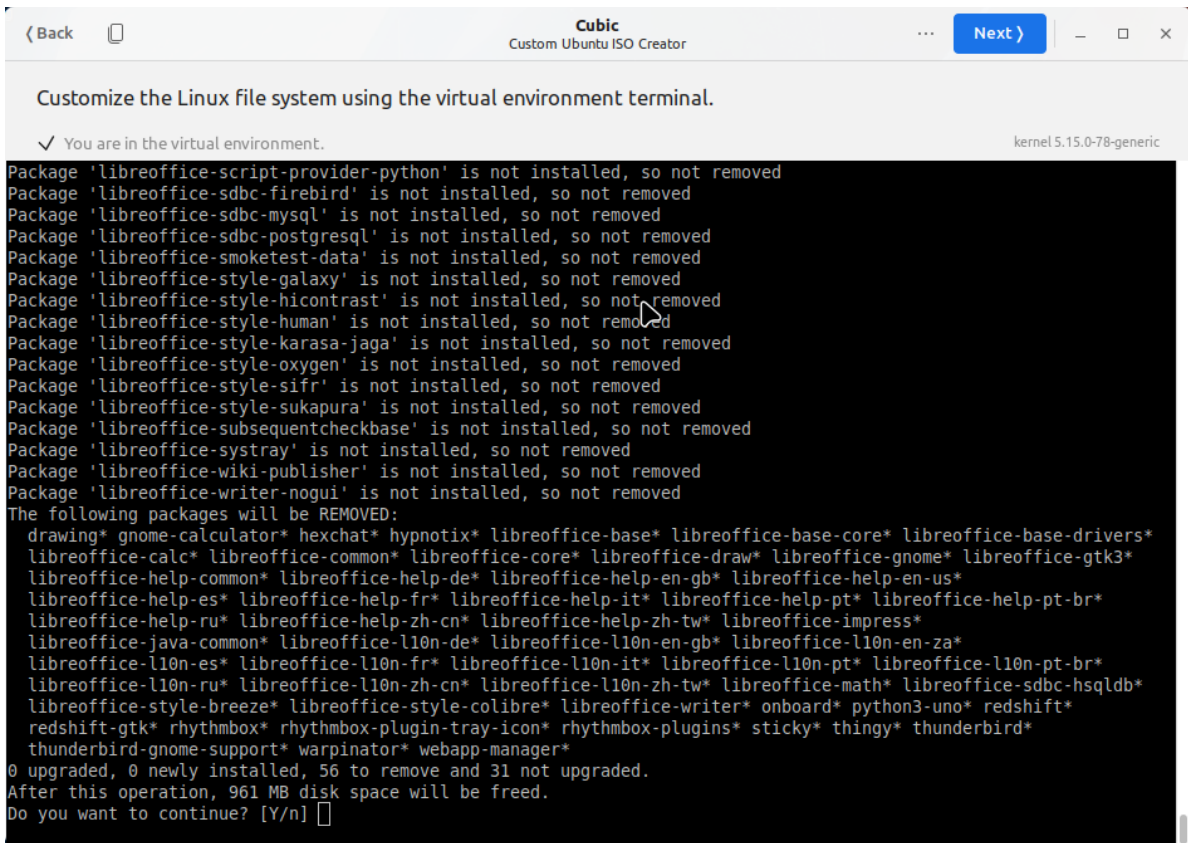 Back
Cubic
Custom Ubuntu ISO Creator
Next
Customize the Linux file system using the virtual environment terminal.
You are in the virtual environment.
kernel 5.15.0-78-generic
Package 'libreoffice-script-provider-python' is not installed, so not removed
Package 'libreoffice-sdbc-firebird' is not installed, so not removed
Package 'libreoffice-sdbc-mysql' is not installed, so not removed
Package 'libreoffice-sdbc-postgresql' is not installed, so not removed
Package 'libreoffice-smoketest-data' is not installed, so not removed
Package 'libreoffice-style-galaxy' is not installed, so not removed
Package 'libreoffice-style-hicontrast' is not installed, so not removed
Package 'libreoffice-style-human' is not installed, so not removed
Package 'libreoffice-style-karasa-jaga' is not installed, so not removed
Package 'libreoffice-style-oxygen' is not installed, so not removed
Package 'libreoffice-style-sifr' is not installed, so not removed
Package 'libreoffice-style-sukapura' is not installed, so not removed
Package 'libreoffice-subsequentcheckbase' is not installed, so not removed
Package 'libreoffice-systray' is not installed, so not removed
Package 'libreoffice-wiki-publisher' is not installed, so not removed
Package 'libreoffice-writer-nogui' is not installed, so not removed
The following packages will be REMOVED:
drawing* gnome-calculator* hexchat* hypnotix* libreoffice-base* libreoffice-base-core* libreoffice-base-drivers*
libreoffice-calc* libreoffice-common* libreoffice-core* libreoffice-draw* libreoffice-gnome* libreoffice-gtk3*
libreoffice-help-common* libreoffice-help-de* libreoffice-help-en-gb* libreoffice-help-en-us*
libreoffice-help-es* libreoffice-help-fr* libreoffice-help-it* libreoffice-help-pt* libreoffice-help-pt-br*
libreoffice-help-ru* libreoffice-help-zh-cn* libreoffice-help-zh-tw* libreoffice-impress*
libreoffice-java-common* libreoffice-l10n-de* libreoffice-l10n-en-gb* libreoffice-l10n-en-za*
libreoffice-l10n-es* libreoffice-l10n-fr* libreoffice-l10n-it* libreoffice-l10n-pt* libreoffice-l10n-pt-br*
libreoffice-l10n-ru* libreoffice-l10n-zh-cn* libreoffice-l10n-zh-tw* libreoffice-math* libreoffice-sdbc-hsqldb*
libreoffice-style-breeze* libreoffice-style-colibre* libreoffice-writer* onboard* python3-uno* redshift*
redshift-gtk* rhythmbox* rhythmbox-plugin-tray-icon* rhythmbox-plugins* sticky* thingy* thunderbird*
thunderbird-gnome-support* warpinator* webapp-manager*
0 upgraded, 0 newly installed, 56 to remove and 31 not upgraded.
After this operation, 961 MB disk space will be freed.
Do you want to continue? [Y/n]